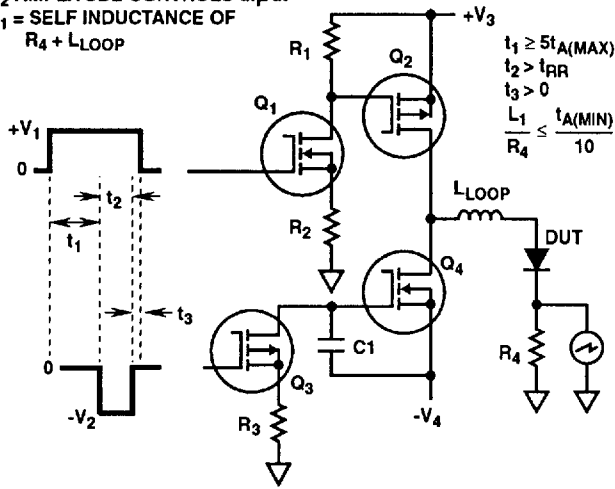 1 = SELF INDUCTANCE OF
R4 + LLOOP
+V3
R1
Q2
t1 ≥ 5tA(MAX)
t2 > tRR
t3 > 0
L1/R4 ≤ tA(MIN)/10
Q1
+V1
0
t2
t1
R2
LLOOP
DUT
Q4
t3
0
C1
R4
Q3
-V2
R3
-V4